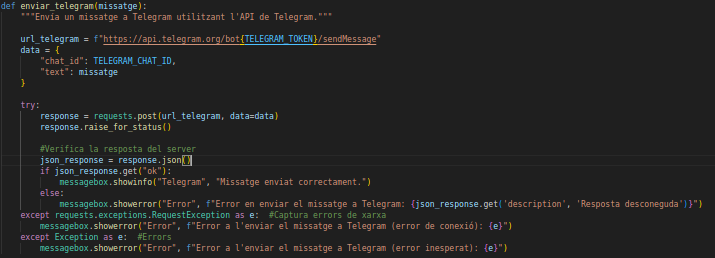 def enviar_telegram(missatge):
    """Envia un missatge a Telegram utilitzant l'API de Telegram."""
    url_telegram = f"https://api.telegram.org/bot{TELEGRAM_TOKEN}/sendMessage"
    data = {
        "chat_id": TELEGRAM_CHAT_ID,
        "text": missatge
    }
    try:
        response = requests.post(url_telegram, data=data)
        response.raise_for_status()
        #Verifica la resposta del server
        json_response = response.json()
        if json_response.get("ok"):
            messagebox.showinfo("Telegram", "Missatge enviat correctament.")
        else:
            messagebox.showerror("Error", f"Error en enviar el missatge a Telegram: {json_response.get('description', 'Resposta desconeguda')}")
    except requests.exceptions.RequestException as e:  #Captura errors de xarxa
        messagebox.showerror("Error", f"Error a l'enviar el missatge a Telegram (error de conexió): {e}")
    except Exception as e:  #Errors
        messagebox.showerror("Error", f"Error a l'enviar el missatge a Telegram (error inesperat): {e}")